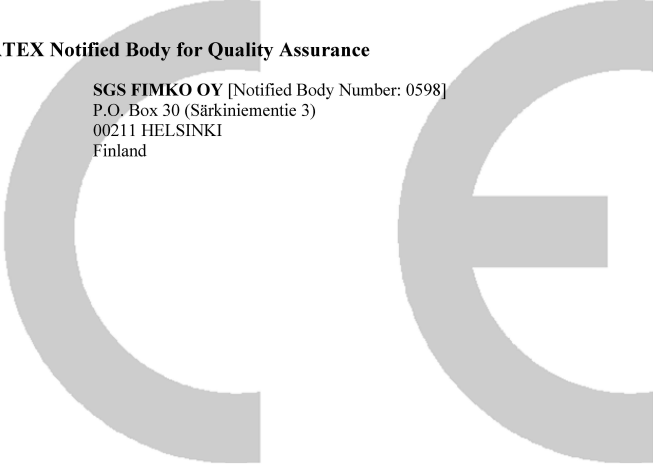 ATEX Notified Body for Quality Assurance
SGS FIMKO OY [Notified Body Number: 0598]
P.O. Box 30 (Särkiniementie 3)
00211 HELSINKI
Finland